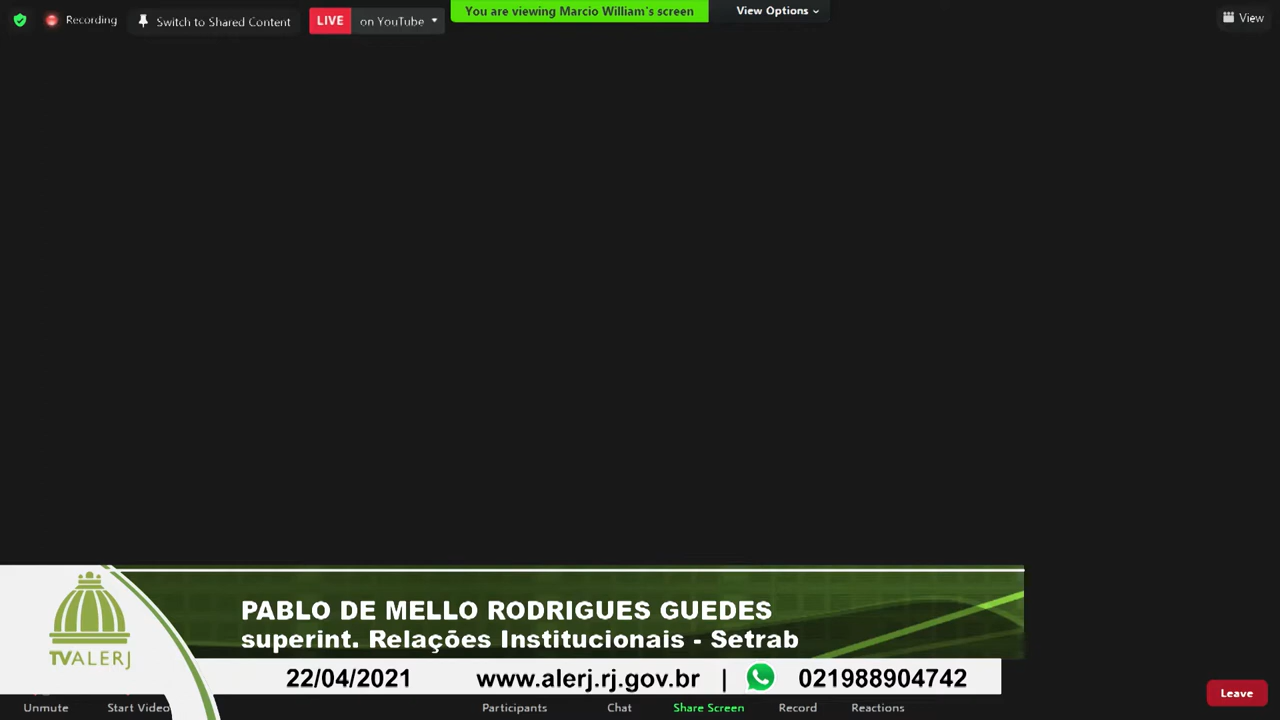 Recording
Switch to Shared Content
LIVE on YouTube
You are viewing Marcio William's screen
View Options
View
PABLO DE MELLO RODRIGUES GUEDES
superint. Relações Institucionais - Setrab
TVALERJ
22/04/2021 www.alerj.rj.gov.br | 021988904742
Leave
Unmute Start Video Participants Chat Share Screen Record Reactions